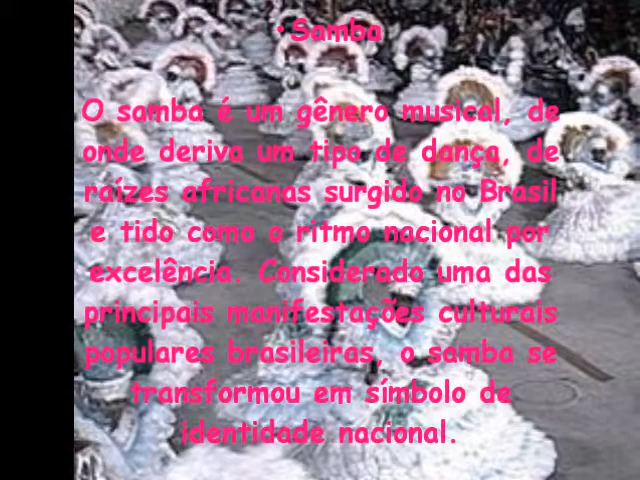 •Samba
O samba é um gênero musical, de
onde deriva um tipo de dança, de
raízes africanas surgido no Brasil
e tido como o ritmo nacional por
excelência. Considerado uma das
principais manifestações culturais
populares brasileiras, o samba se
transformou em símbolo de
identidade nacional.